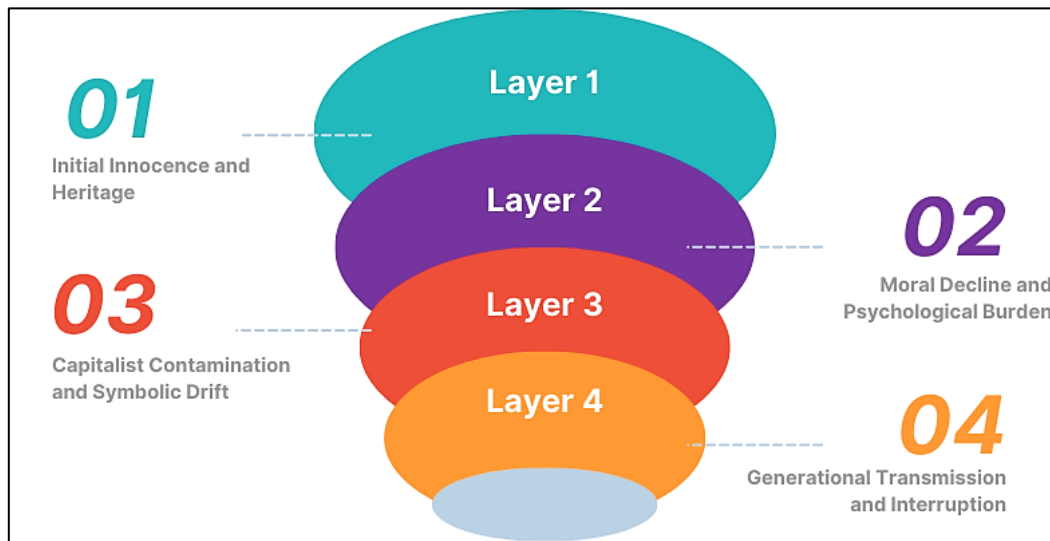 Layer 1
01
Initial Innocence and
Heritage
Layer 2
02
Moral Decline and
Psychological Burden
Layer 3
03
Capitalist Contamination
and Symbolic Drift
Layer 4
04
Generational Transmission
and Interruption